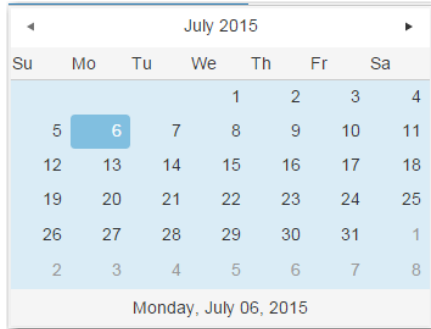 July 2015
Su Mo Tu We Th Fr Sa
1 2 3 4
5 6 7 8 9 10 11
12 13 14 15 16 17 18
19 20 21 22 23 24 25
26 27 28 29 30 31 1
2 3 4 5 6 7 8
Monday, July 06, 2015